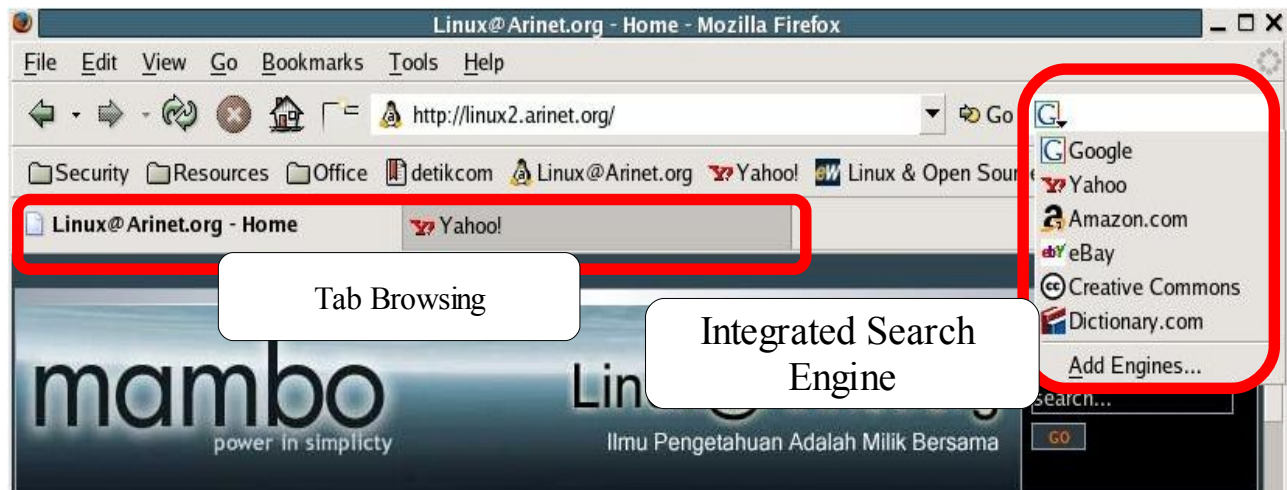 Linux@Arinet.org - Home - Mozilla Firefox
File Edit View Go Bookmarks Tools Help
http://linux2.arinet.org/ Go G
Security Resources Office detikcom Linux@Arinet.org Yahoo! Linux & Open Sour
Google
Yahoo
Amazon.com
eBay
Creative Commons
Dictionary.com
Add Engines...
Linux@Arinet.org - Home Yahoo!
Tab Browsing
Integrated Search
Engine
mambo
power in simplicty
Lin
Ilmu Pengetahuan Adalah Milik Bersama
search...
GO